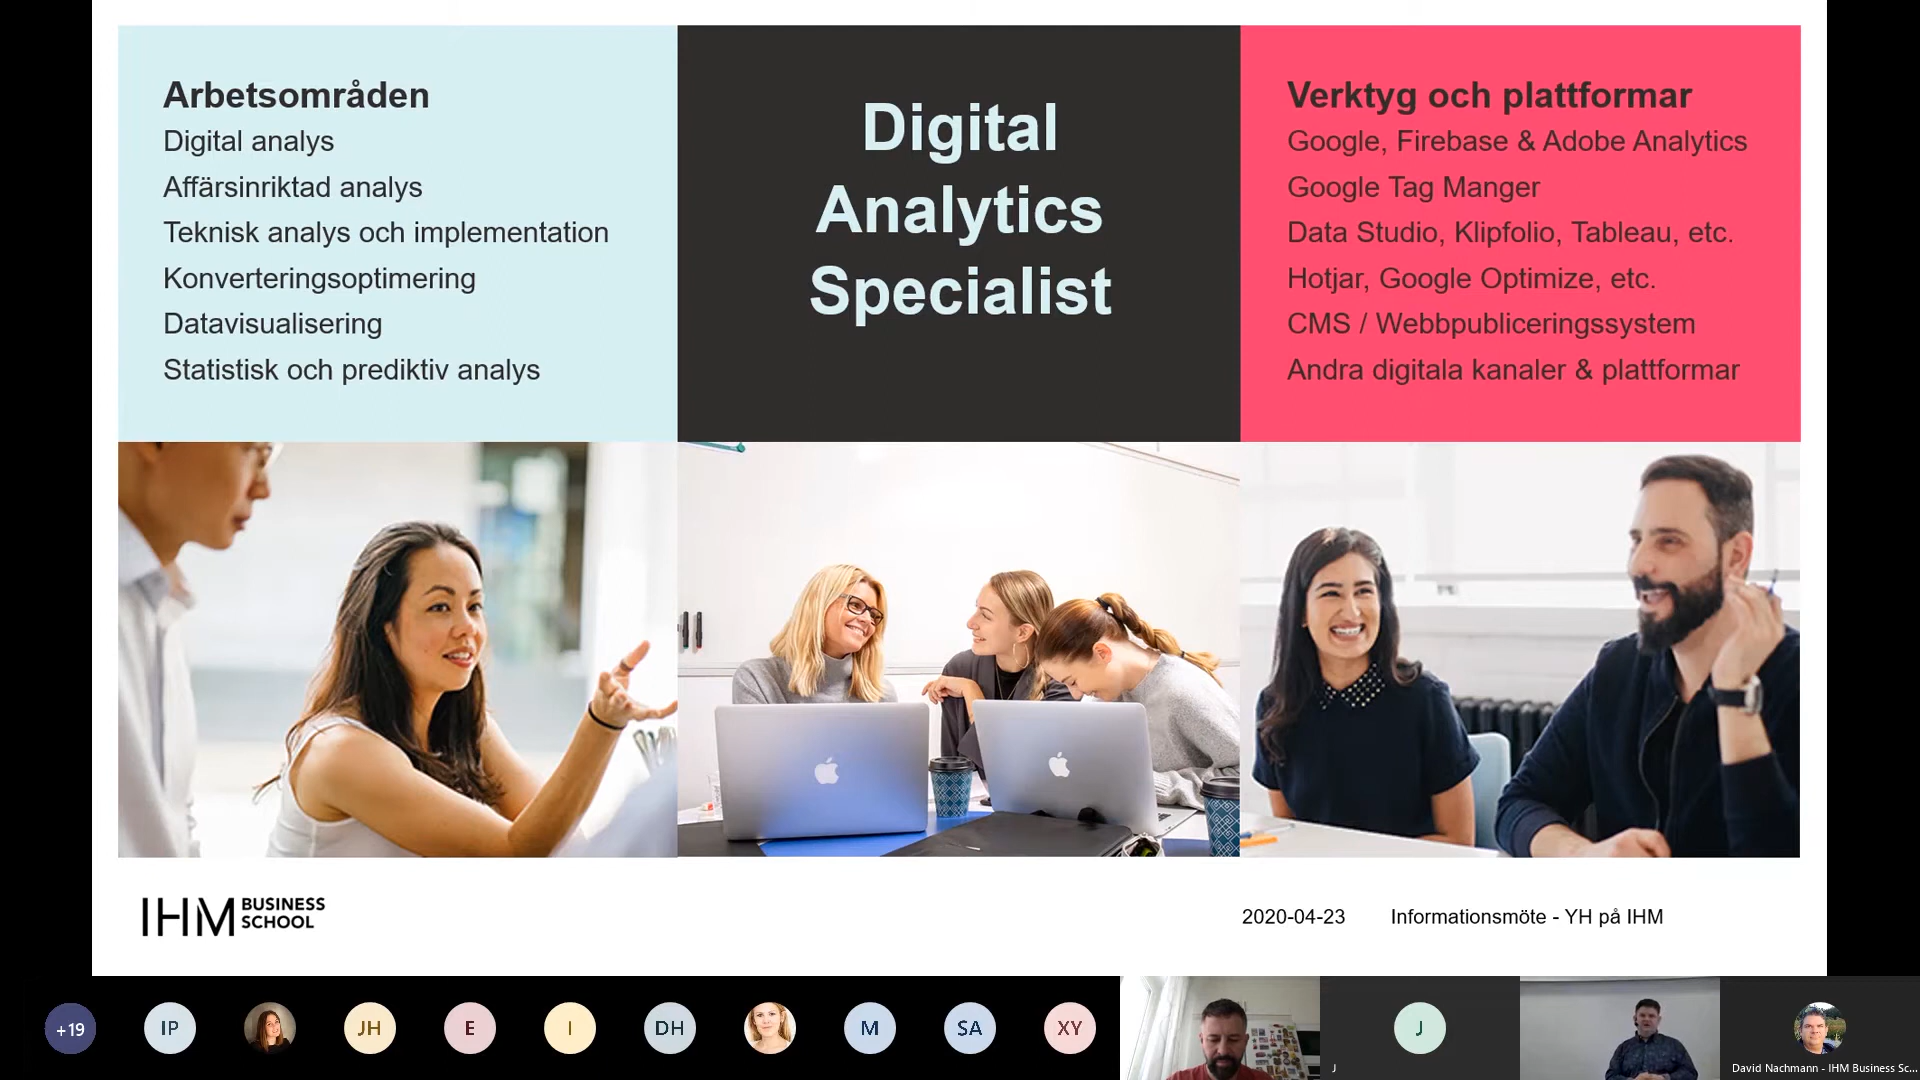 Arbetsområden
Digital analys
Affärsinriktad analys
Teknisk analys och implementation
Konverteringsoptimering
Datavisualisering
Statistisk och prediktiv analys
Digital
Analytics
Specialist
Verktyg och plattformar
Google, Firebase & Adobe Analytics
Google Tag Manger
Data Studio, Klipfolio, Tableau, etc.
Hotjar, Google Optimize, etc.
CMS / Webbpubliceringssystem
Andra digitala kanaler & plattformar
IHM BUSINESS
SCHOOL
2020-04-23
Informationsmöte - YH på IHM
+19
IP
JH
E
I
DH
M
SA
XY
J
J
David Nachmann - IHM Business Sc...